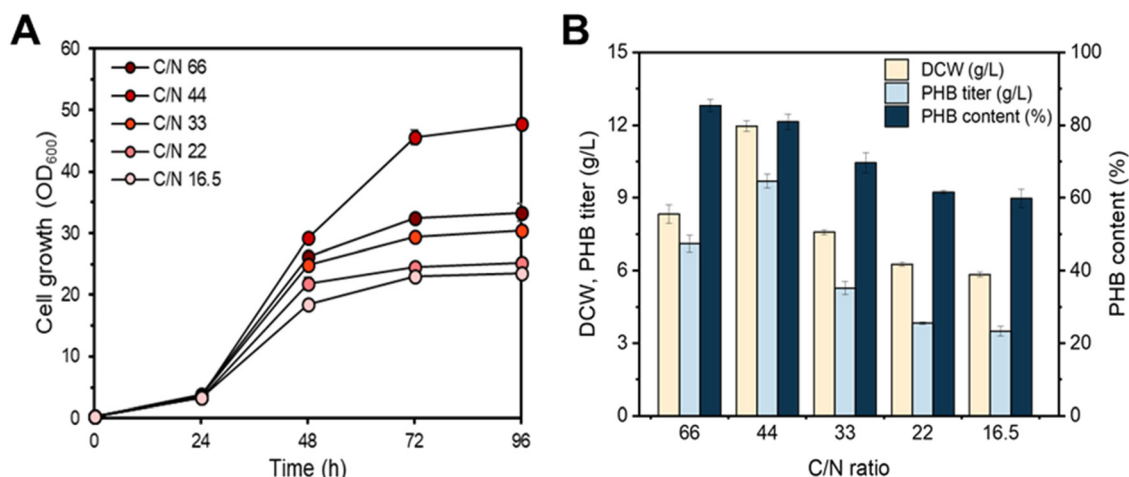 A
60
50
40
30
20
10
0
Cell growth (OD600)
C/N 66
C/N 44
C/N 33
C/N 22
C/N 16.5
0 24 48 72 96
Time (h)
B
15
12
9
6
3
0
DCW, PHB titer (g/L)
DCW (g/L)
PHB titer (g/L)
PHB content (%)
100
80
60
40
20
0
PHB content (%)
66 44 33 22 16.5
C/N ratio